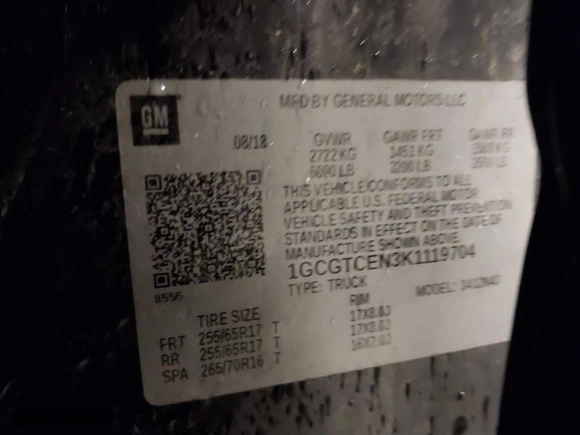 GM
MFD BY GENERAL MOTORS LLC
08/18
GVWR GAWR FRT GAWR RR
2722 KG 1451 KG
6000 LB 3200 LB
THIS VEHICLE CONFORMS TO ALL
APPLICABLE U.S. FEDERAL MOTOR
VEHICLE SAFETY AND THEFT PREVENTION
STANDARDS IN EFFECT ON THE DATE OF
MANUFACTURE SHOWN ABOVE.
1GCGTCEN3K1119704
TYPE: TRUCK MODEL:
8556
TIRE SIZE RIM
FRT 255/65R17 T 17X8.0J
RR 255/65R17 T 17X8.0J
SPA 265/70R16 T 16X7.0J